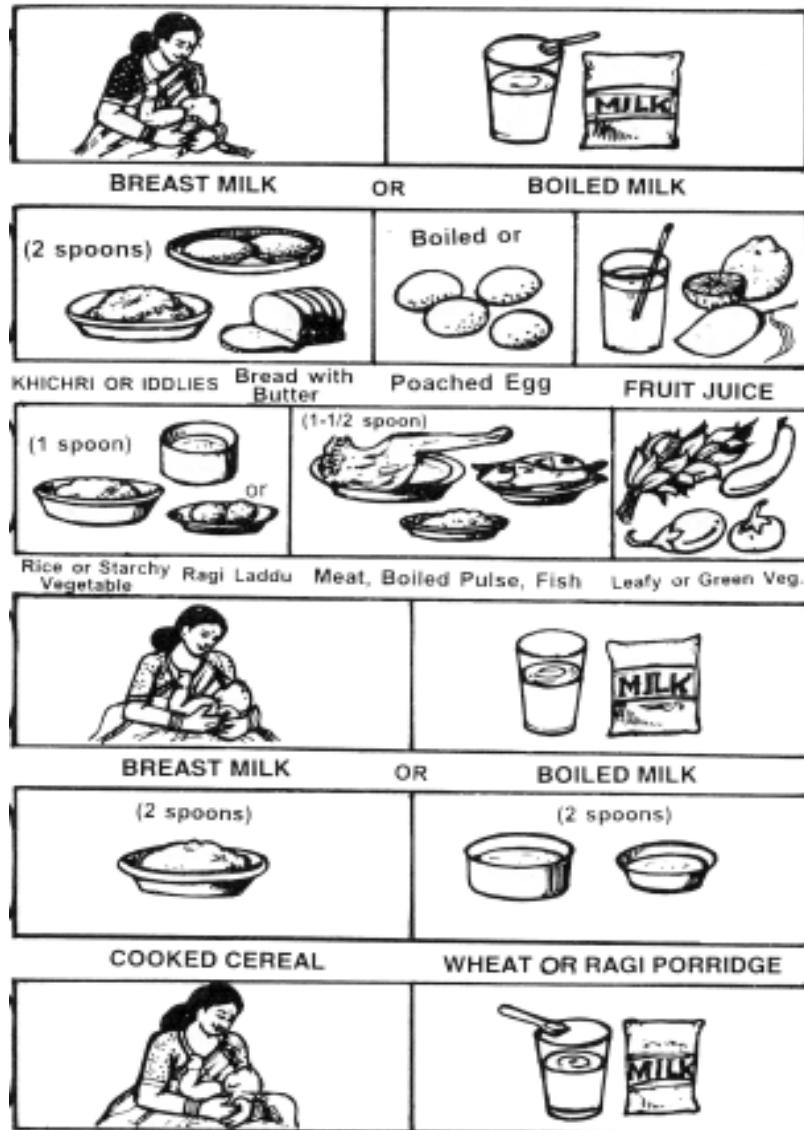 MILK
BREAST MILK OR BOILED MILK
(2 spoons)
Boiled or
KHICHRI OR IDDLIES
Bread with
Butter
Poached Egg
FRUIT JUICE
(1 spoon)
or
(1-1/2 spoon)
Rice or Starchy
Vegetable
Ragi Laddu
Meat, Boiled Pulse, Fish
Leafy or Green Veg.
MILK
BREAST MILK OR BOILED MILK
(2 spoons)
(2 spoons)
COOKED CEREAL
WHEAT OR RAGI PORRIDGE
MILK